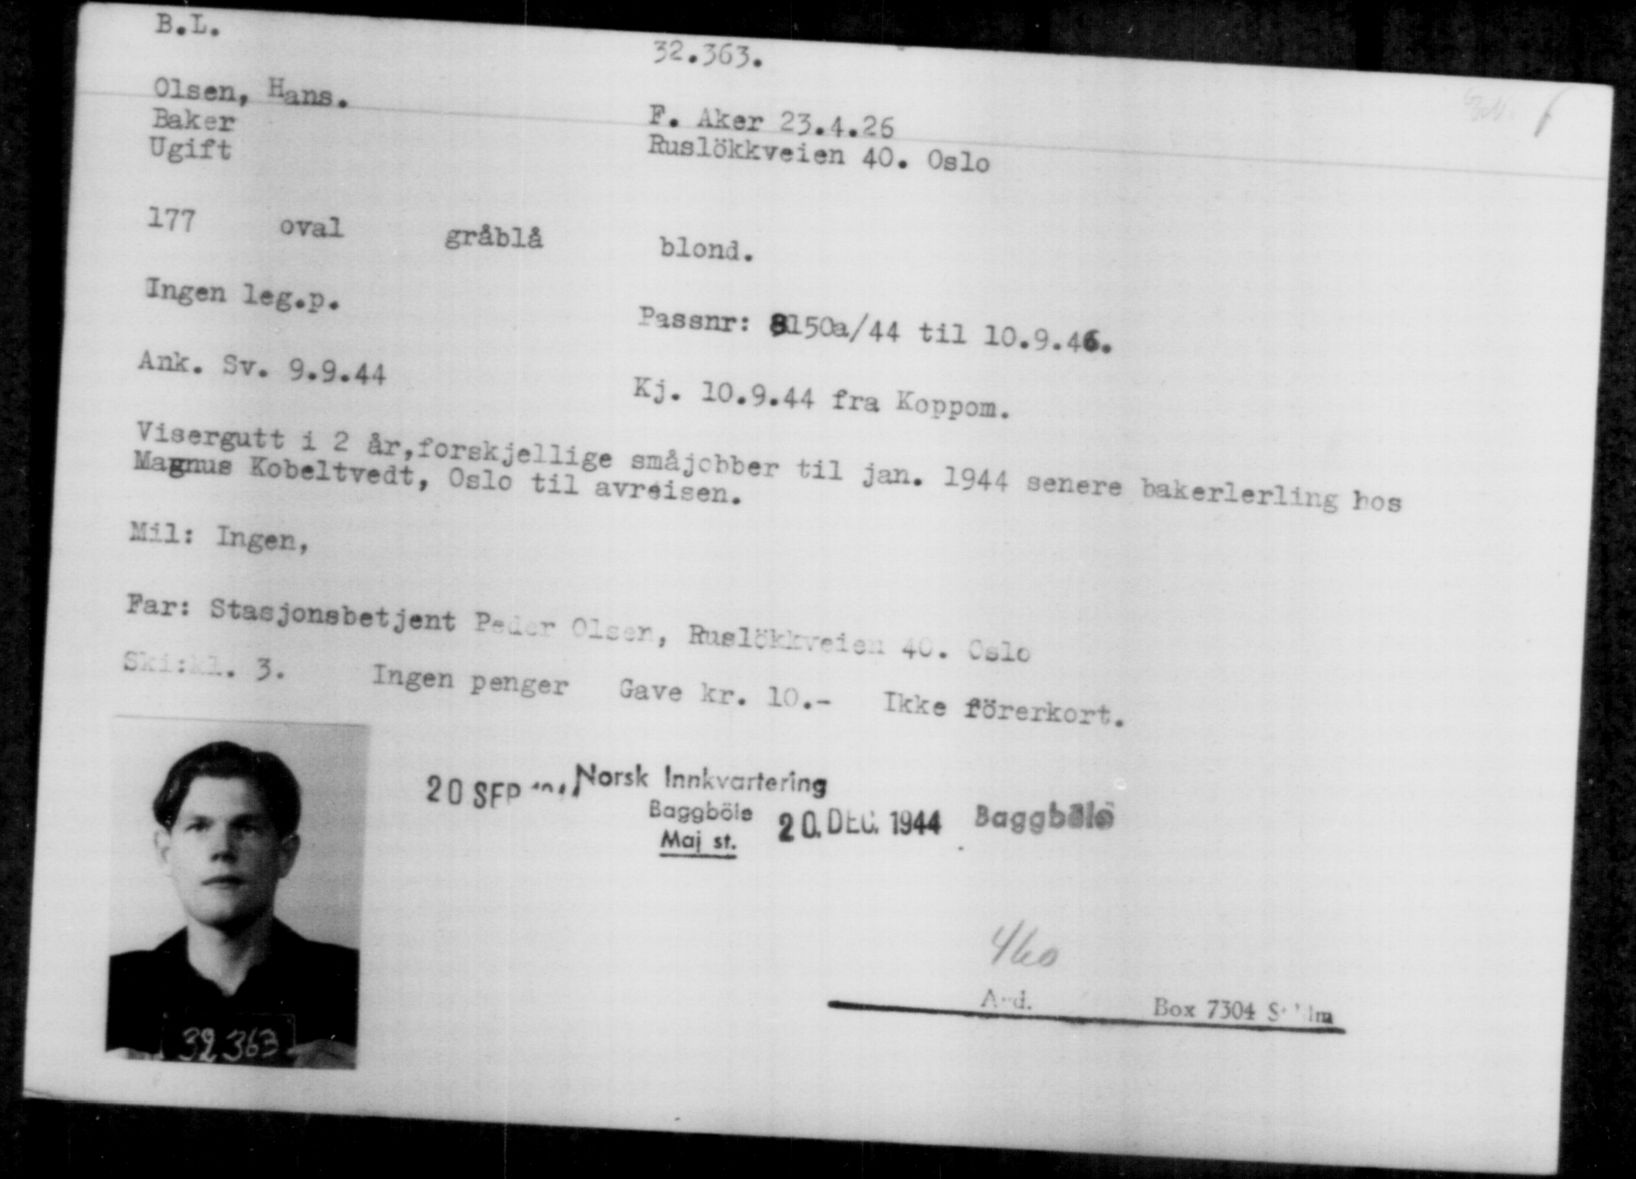 B.L.
32.363.
Olsen, Hans.
F. Aker 23.4.26
Baker
Ruslökkveien 40. Oslo
Ugift
177 oval gråblå blond.
Ingen leg.p.
Passnr: 8150a/44 til 10.9.46.
Ank. Sv. 9.9.44
Kj. 10.9.44 fra Koppom.
Visergutt i 2 år,forskjellige småjobber til jan. 1944 senere bakerlerling hos
Magnus Kobeltvedt, Oslo til avreisen.
Mil: Ingen,
Far: Stasjonsbetjent Peder Olsen, Ruslökkveien 40. Oslo
Ski:kl. 3. Ingen penger Gave kr. 10.- Ikke förerkort.
20 SEP
Norsk Innkvartering
Baggböle
Maj st.
20. DEC. 1944 Baggböle
460
Avd. Box 7304 Sthlm
32363